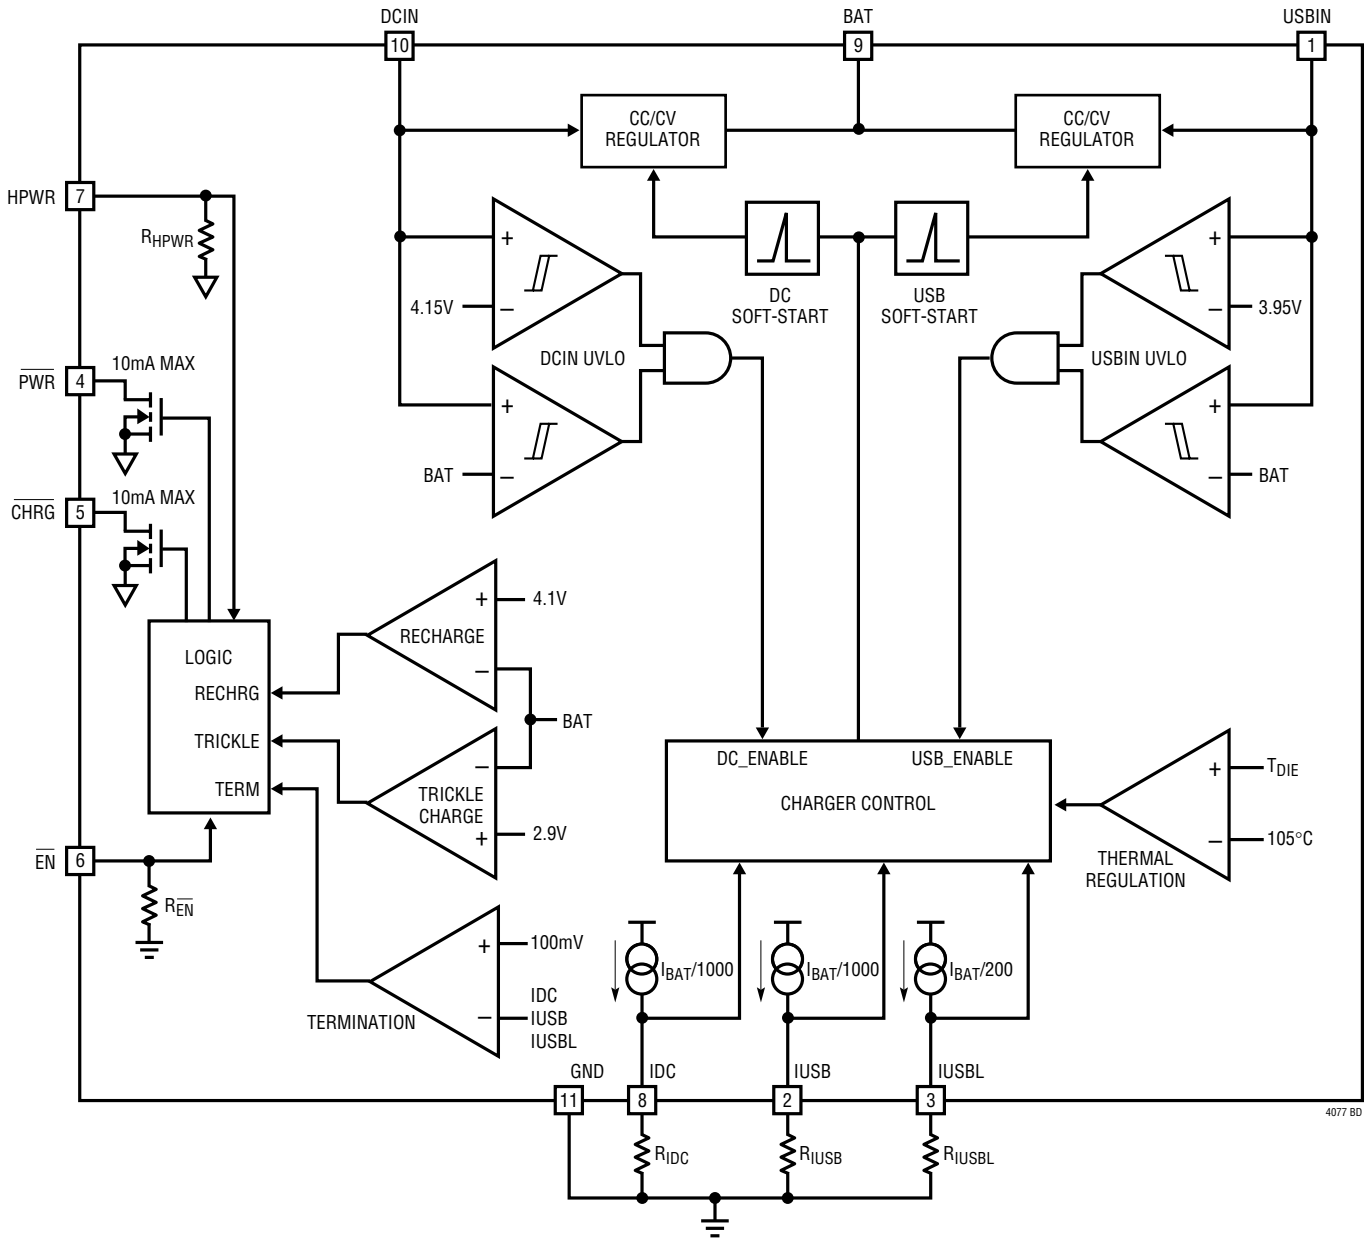 DCIN
BAT
USBIN
10
9
1
CC/CV
REGULATOR
CC/CV
REGULATOR
HPWR
7
RHPWR
+
4.15V
−
DC
SOFT-START
USB
SOFT-START
+
−
3.95V
DCIN UVLO
USBIN UVLO
10mA MAX
PWR
4
+
BAT
−
+
−
BAT
10mA MAX
CHRG
5
+
4.1V
RECHARGE
−
LOGIC
RECHRG
TRICKLE
TERM
BAT
−
TRICKLE
CHARGE
+
2.9V
DC_ENABLE
USB_ENABLE
CHARGER CONTROL
+
TDIE
−
105°C
THERMAL
REGULATION
EN
6
REN
+
100mV
−
IDC
IUSB
IUSBL
TERMINATION
IBAT/1000
IBAT/1000
IBAT/200
GND
IDC
IUSB
IUSBL
11
8
2
3
4077 BD
RIDC
RIUSB
RIUSBL